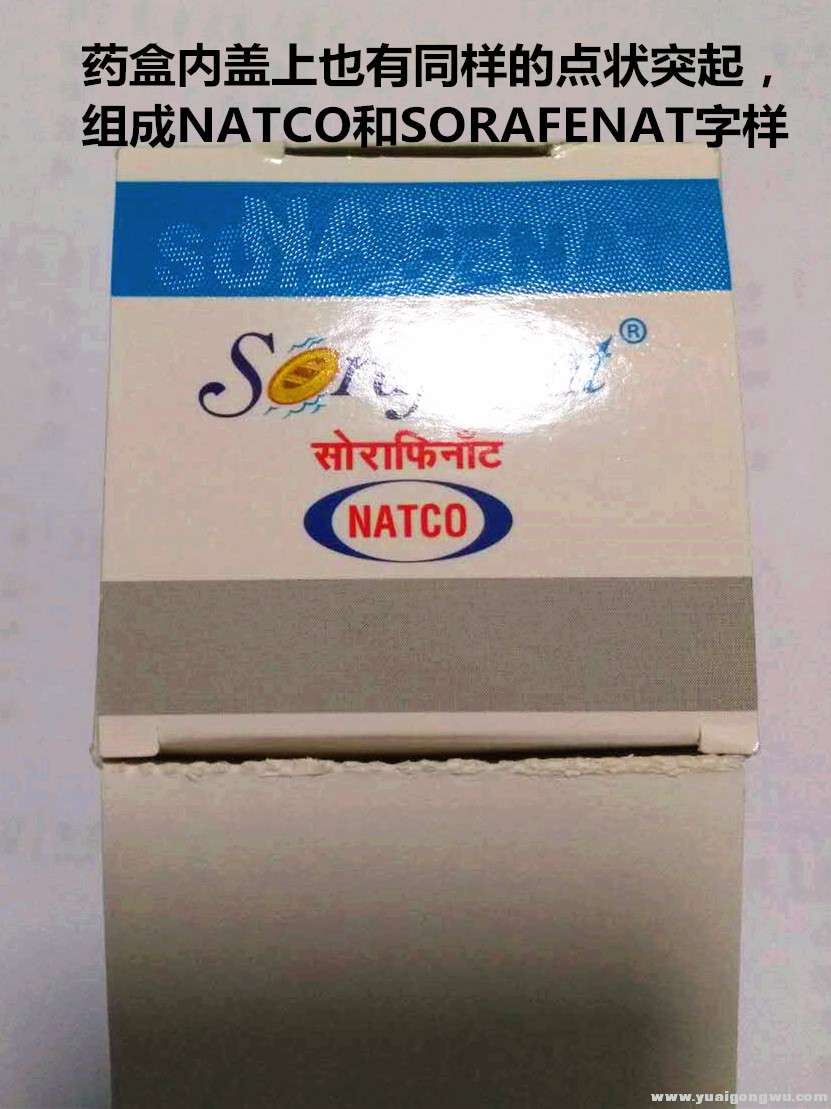 药盒内盖上也有同样的点状突起，
组成NATCO和SORAFENAT字样
सोराफिनॉट
NATCO
www.yuaigongwu.com